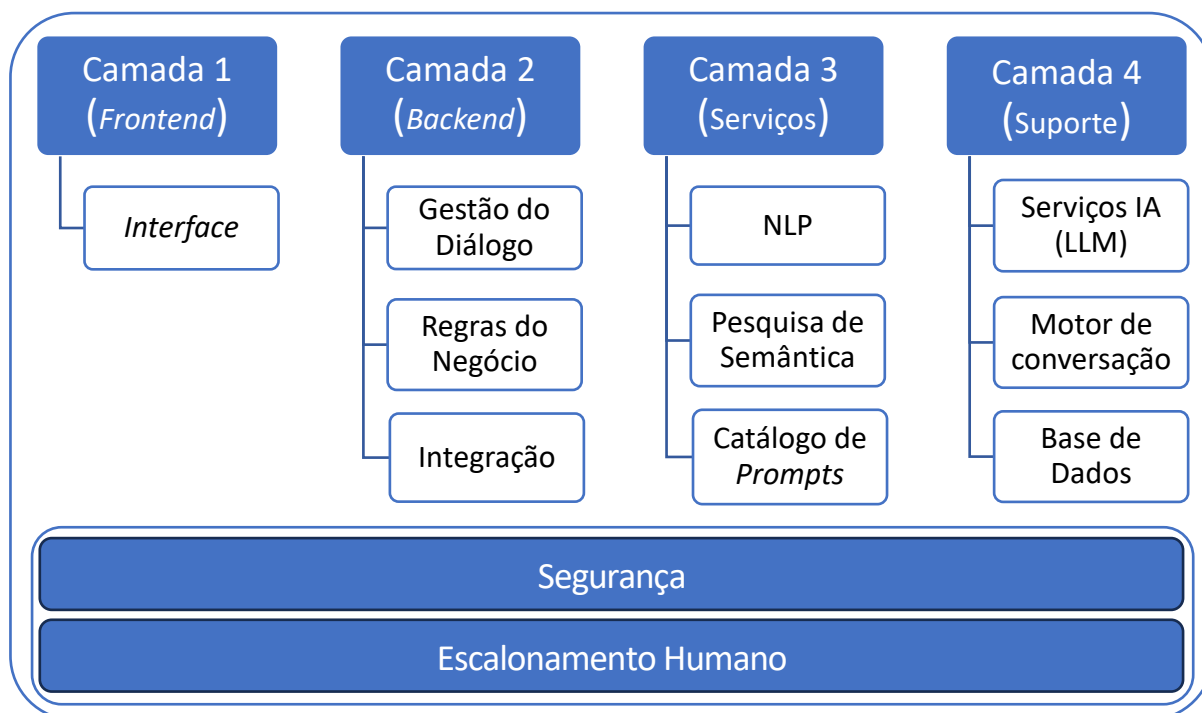 Camada 1
(Frontend)
Interface
Camada 2
(Backend)
Gestão do
Diálogo
Regras do
Negócio
Integração
Camada 3
(Serviços)
NLP
Pesquisa de
Semântica
Catálogo de
Prompts
Camada 4
(Suporte)
Serviços IA
(LLM)
Motor de
conversação
Base de
Dados
Segurança
Escalonamento Humano